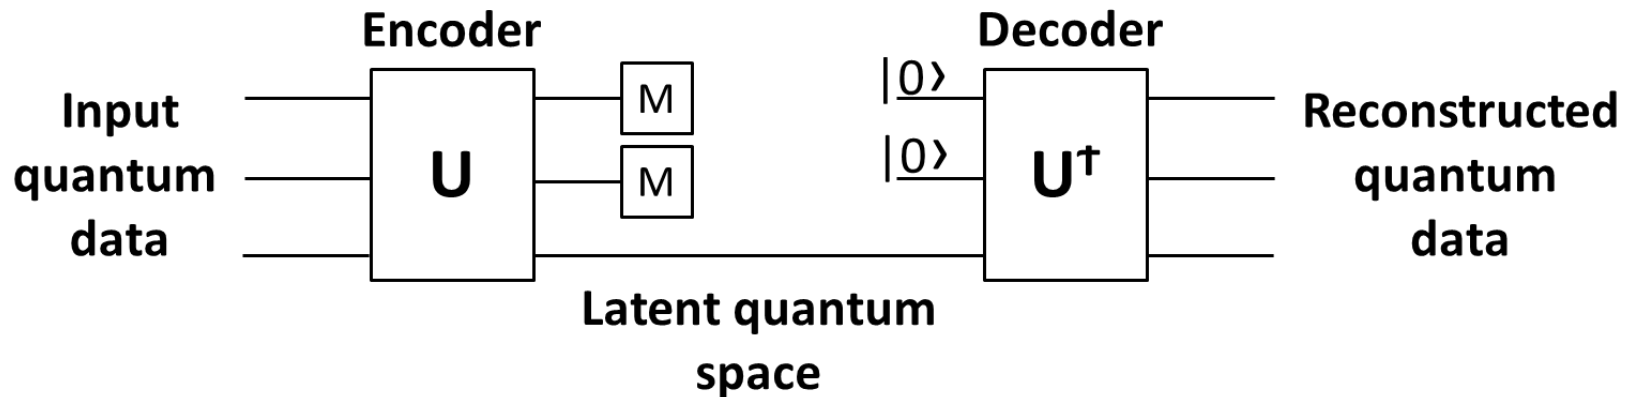 Encoder
Decoder
Input
quantum
data
U
M
M
|0⟩
|0⟩
U†
Reconstructed
quantum
data
Latent quantum
space